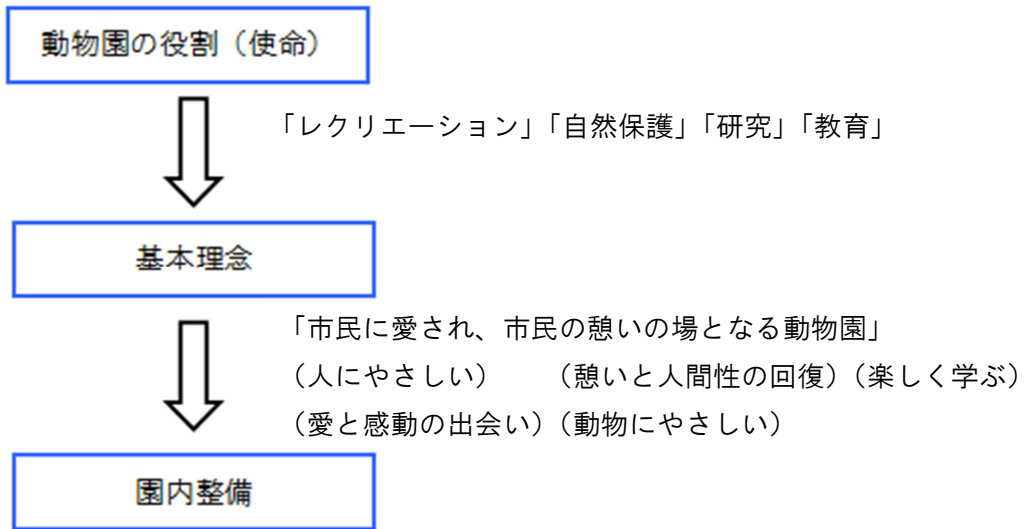 動物園の役割（使命）
「レクリエーション」「自然保護」「研究」「教育」
基本理念
「市民に愛され、市民の憩いの場となる動物園」
（人にやさしい）　　（憩いと人間性の回復）（楽しく学ぶ）
（愛と感動の出会い）（動物にやさしい）
園内整備